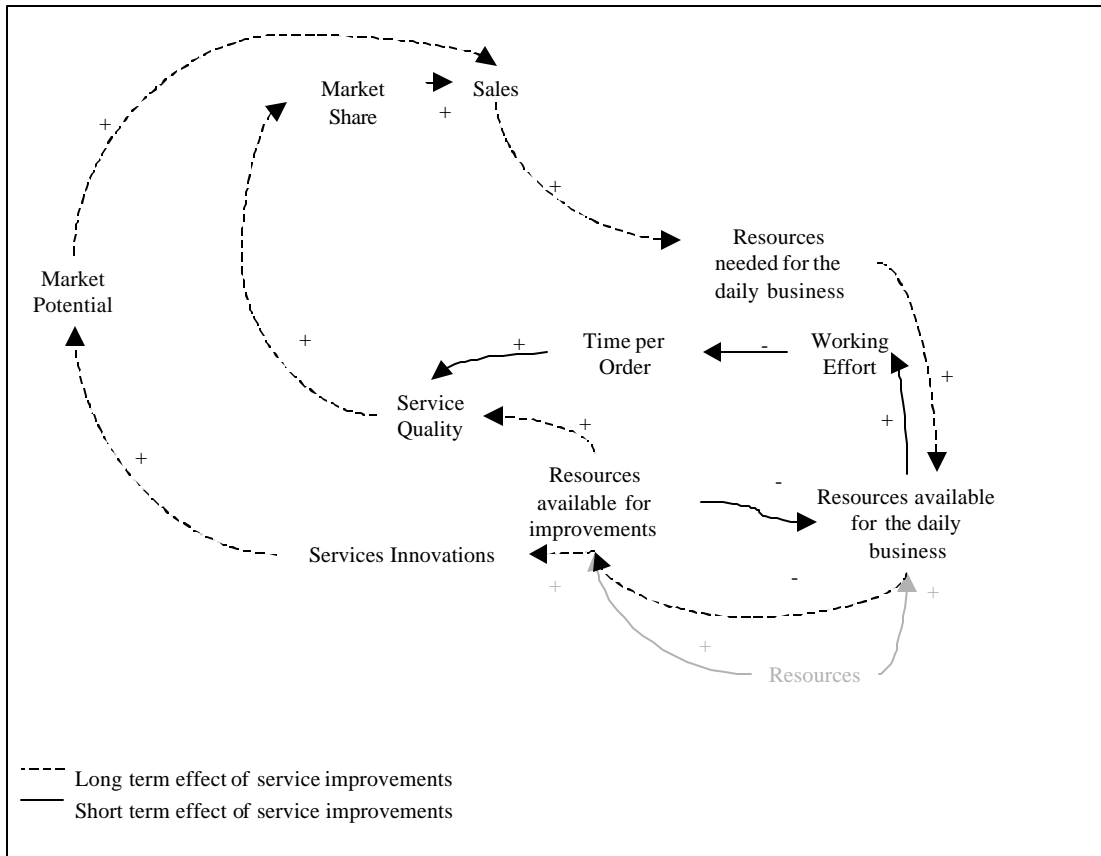 Sales
Market
Share
+
+
+
Resources
needed for the
daily business
Market
Potential
Time per
Order
Working
Effort
+
+
-
+
Service
Quality
+
+
+
Resources
available for
improvements
-
Resources available
for the daily
business
Services Innovations
+
-
+
+
+
Resources
Long term effect of service improvements
Short term effect of service improvements